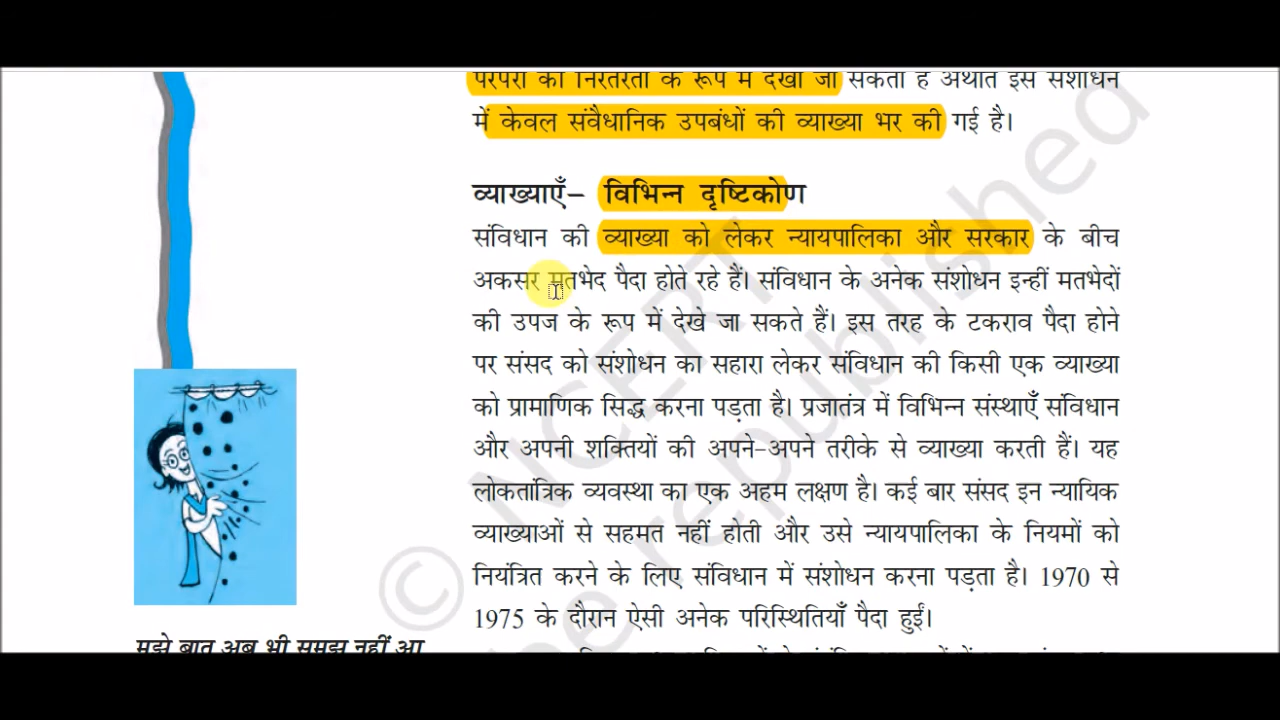 परंपरा की निरंतरता के रूप में देखा जा सकता है अर्थात इस संशोधन
में केवल संवैधानिक उपबंधों की व्याख्या भर की गई है।
व्याख्याएँ– विभिन्न दृष्टिकोण
संविधान की व्याख्या को लेकर न्यायपालिका और सरकार के बीच
अकसर मतभेद पैदा होते रहे हैं। संविधान के अनेक संशोधन इन्हीं मतभेदों
की उपज के रूप में देखे जा सकते हैं। इस तरह के टकराव पैदा होने
पर संसद को संशोधन का सहारा लेकर संविधान की किसी एक व्याख्या
को प्रामाणिक सिद्ध करना पड़ता है। प्रजातंत्र में विभिन्न संस्थाएँ संविधान
और अपनी शक्तियों की अपने-अपने तरीके से व्याख्या करती हैं। यह
लोकतांत्रिक व्यवस्था का एक अहम लक्षण है। कई बार संसद इन न्यायिक
व्याख्याओं से सहमत नहीं होती और उसे न्यायपालिका के नियमों को
नियंत्रित करने के लिए संविधान में संशोधन करना पड़ता है। 1970 से
1975 के दौरान ऐसी अनेक परिस्थितियाँ पैदा हुईं।
मुझे बात अब भी समझ नहीं आ
© NCERT
be republished